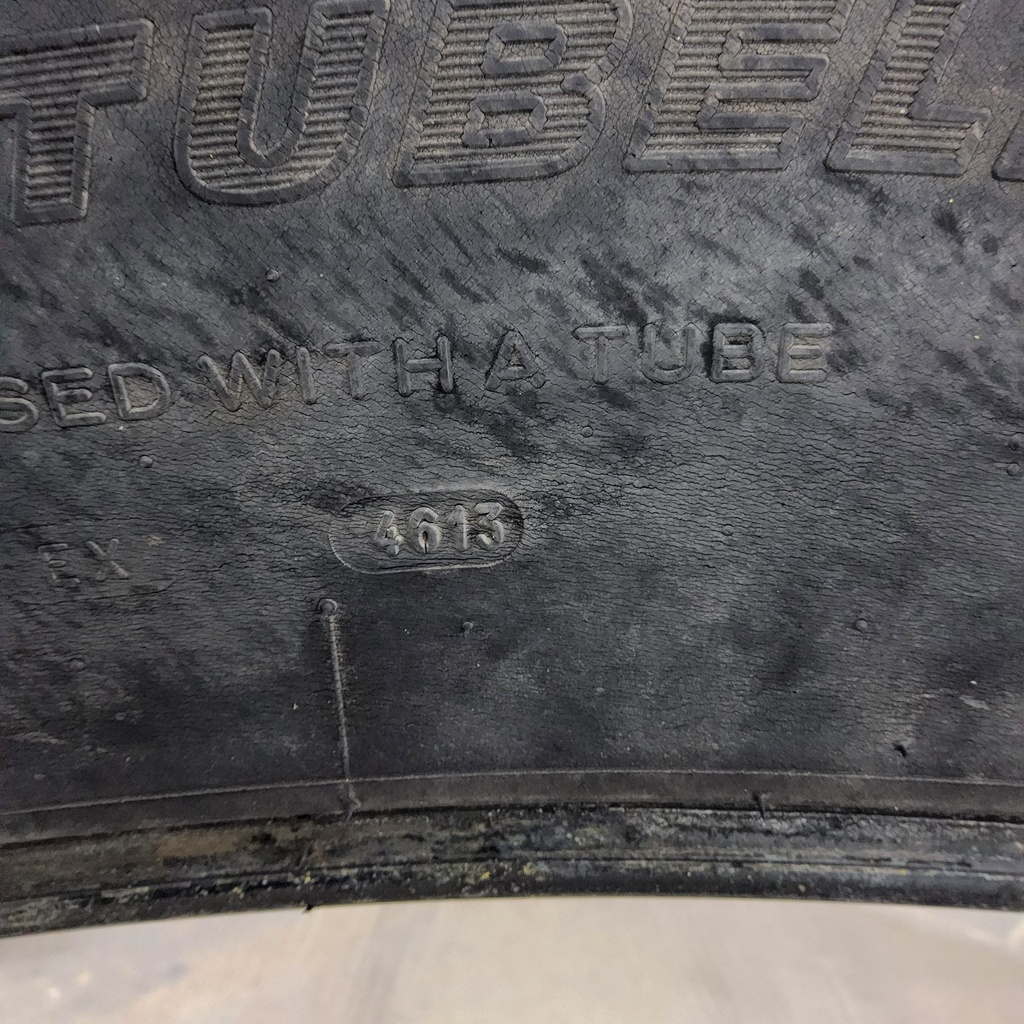 TUBEL
SED WITH A TUBE
4613
EX